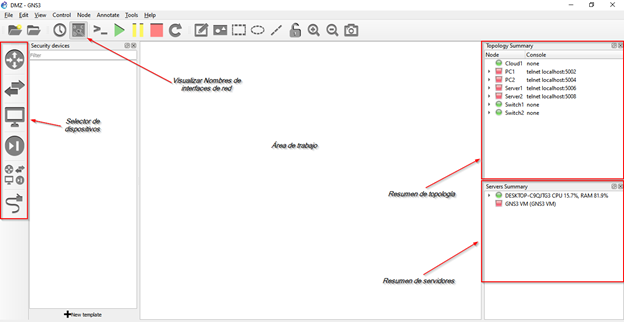 DMZ - GNS3
File Edit View Control Node Annotate Tools Help
Security devices
Filter
Topology Summary
Node Console
Cloud1 none
PC1 telnet localhost:5002
PC2 telnet localhost:5004
Server1 telnet localhost:5006
Server2 telnet localhost:5008
Switch1 none
Switch2 none
Visualizar Nombres de
interfaces de red
Selector de
dispositivos
Área de trabajo
Resumen de topología
Servers Summary
CPU 15.7%, RAM 81.9%
GNS3 VM (GNS3 VM)
Resumen de servidores
New template